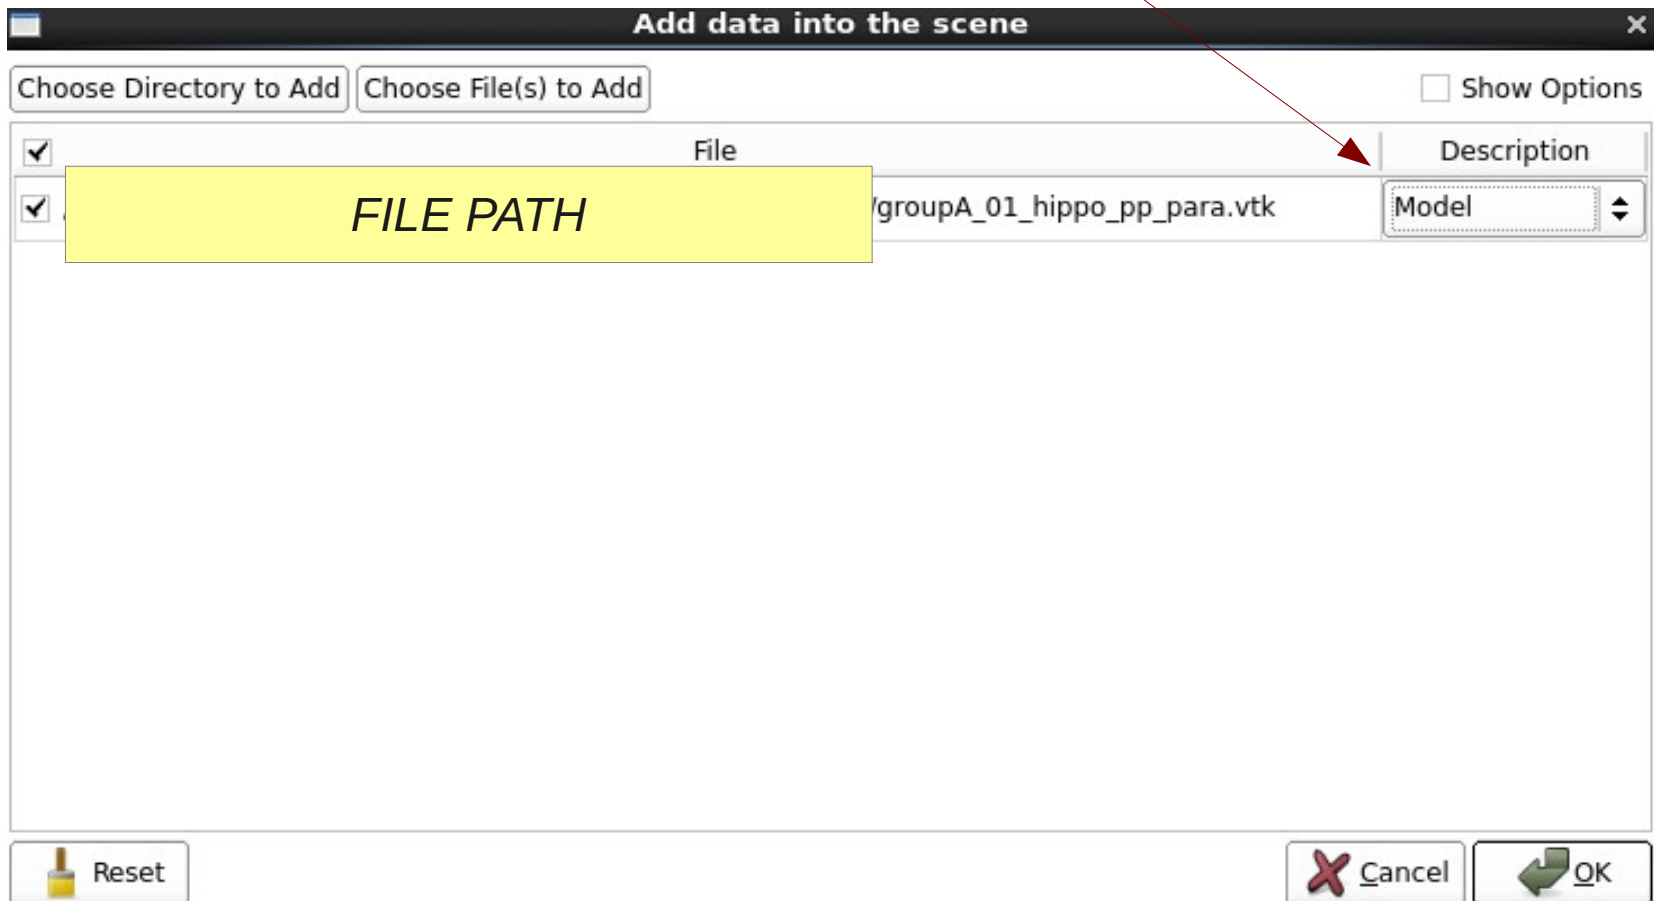 Add data into the scene
Choose Directory to Add Choose File(s) to Add Show Options
File Description
FILE PATH /groupA_01_hippo_pp_para.vtk Model
Reset Cancel OK